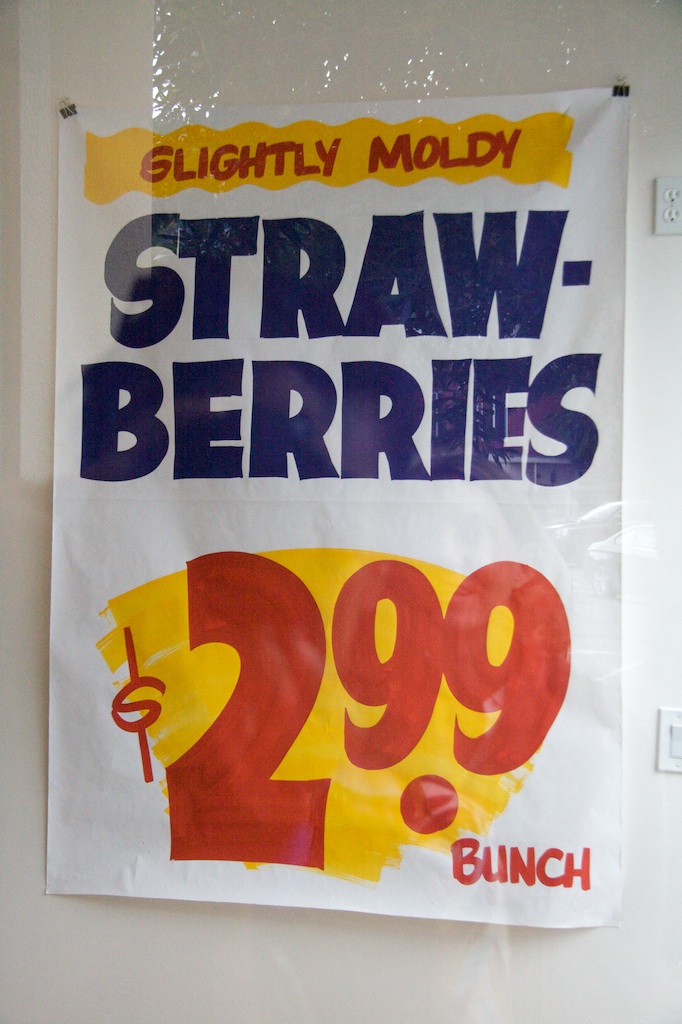 SLIGHTLY MOLDY
STRAW-
BERRIES
$2.99
BUNCH